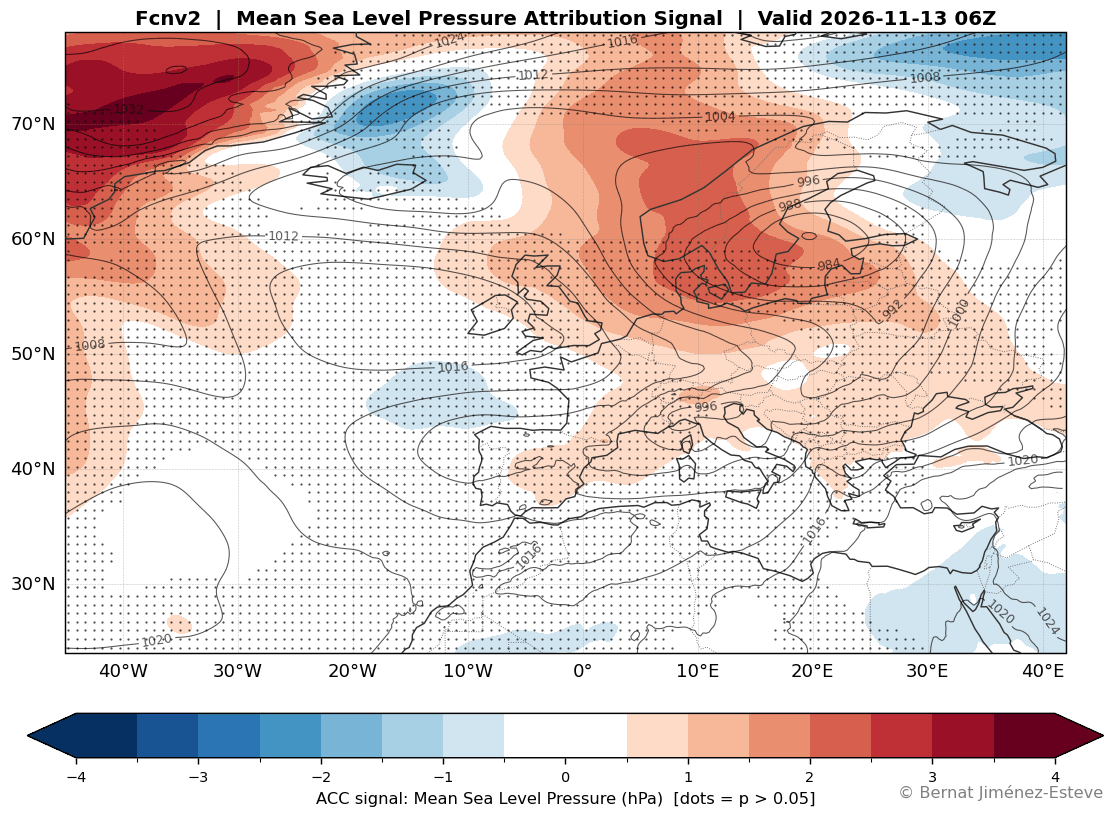 Fcnv2 | Mean Sea Level Pressure Attribution Signal | Valid 2026-11-13 06Z
1024
1016
1012
1008
1032
1004
70°N
996
988
60°N
1012
984
992
1000
1008
50°N
1016
996
40°N
1020
1016
1016
30°N
1020
1024
1020
40°W
30°W
20°W
10°W
0°
10°E
20°E
30°E
40°E
−4
−3
−2
−1
0
1
2
3
4
ACC signal: Mean Sea Level Pressure (hPa) [dots = p > 0.05]
© Bernat Jiménez-Esteve